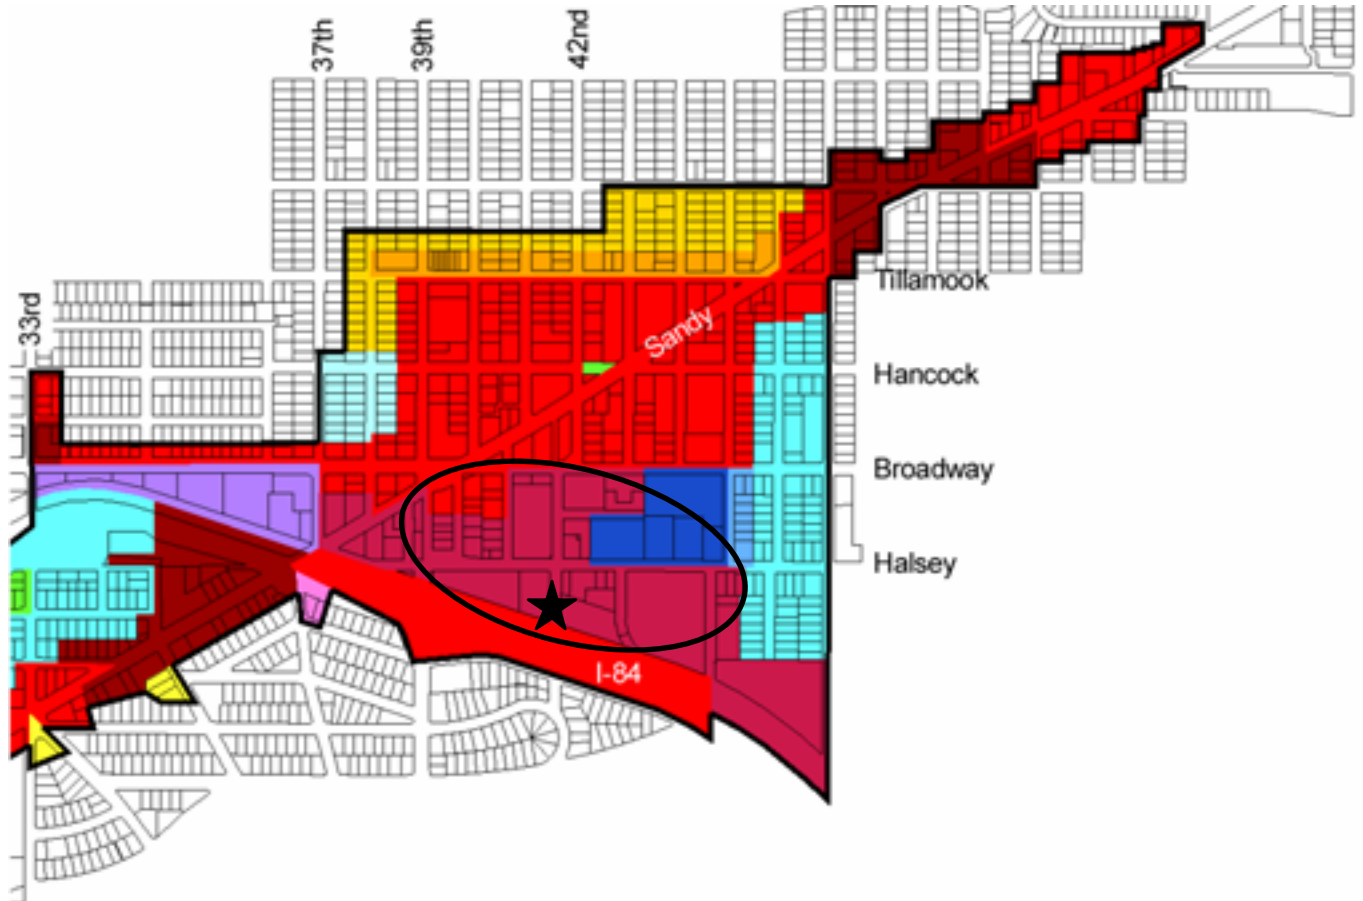 37th
39th
42nd
33rd
Tillamook
Sandy
Hancock
Broadway
Halsey
I-84